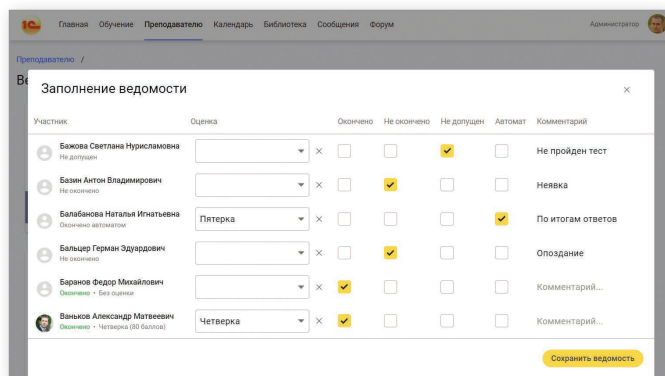 1С Главная Обучение Преподавателю Календарь Библиотека Сообщения Форум Администратор
Преподавателю /
Ве
Заполнение ведомости ×
Участник Оценка Окончено Не окончено Не допущен Автомат Комментарий
Бажова Светлана Нурисламовна
Не допущен
Не пройден тест
Базин Антон Владимирович
Не окончено
Неявка
Балабанова Наталья Игнатьевна
Окончено автоматом
Пятерка
По итогам ответов
Бальцер Герман Эдуардович
Не окончено
Опоздание
Баранов Федор Михайлович
Окончено • Без оценки
Комментарий...
Ваньков Александр Матвеевич
Окончено • Четверка (80 баллов)
Четверка
Комментарий...
Сохранить ведомость